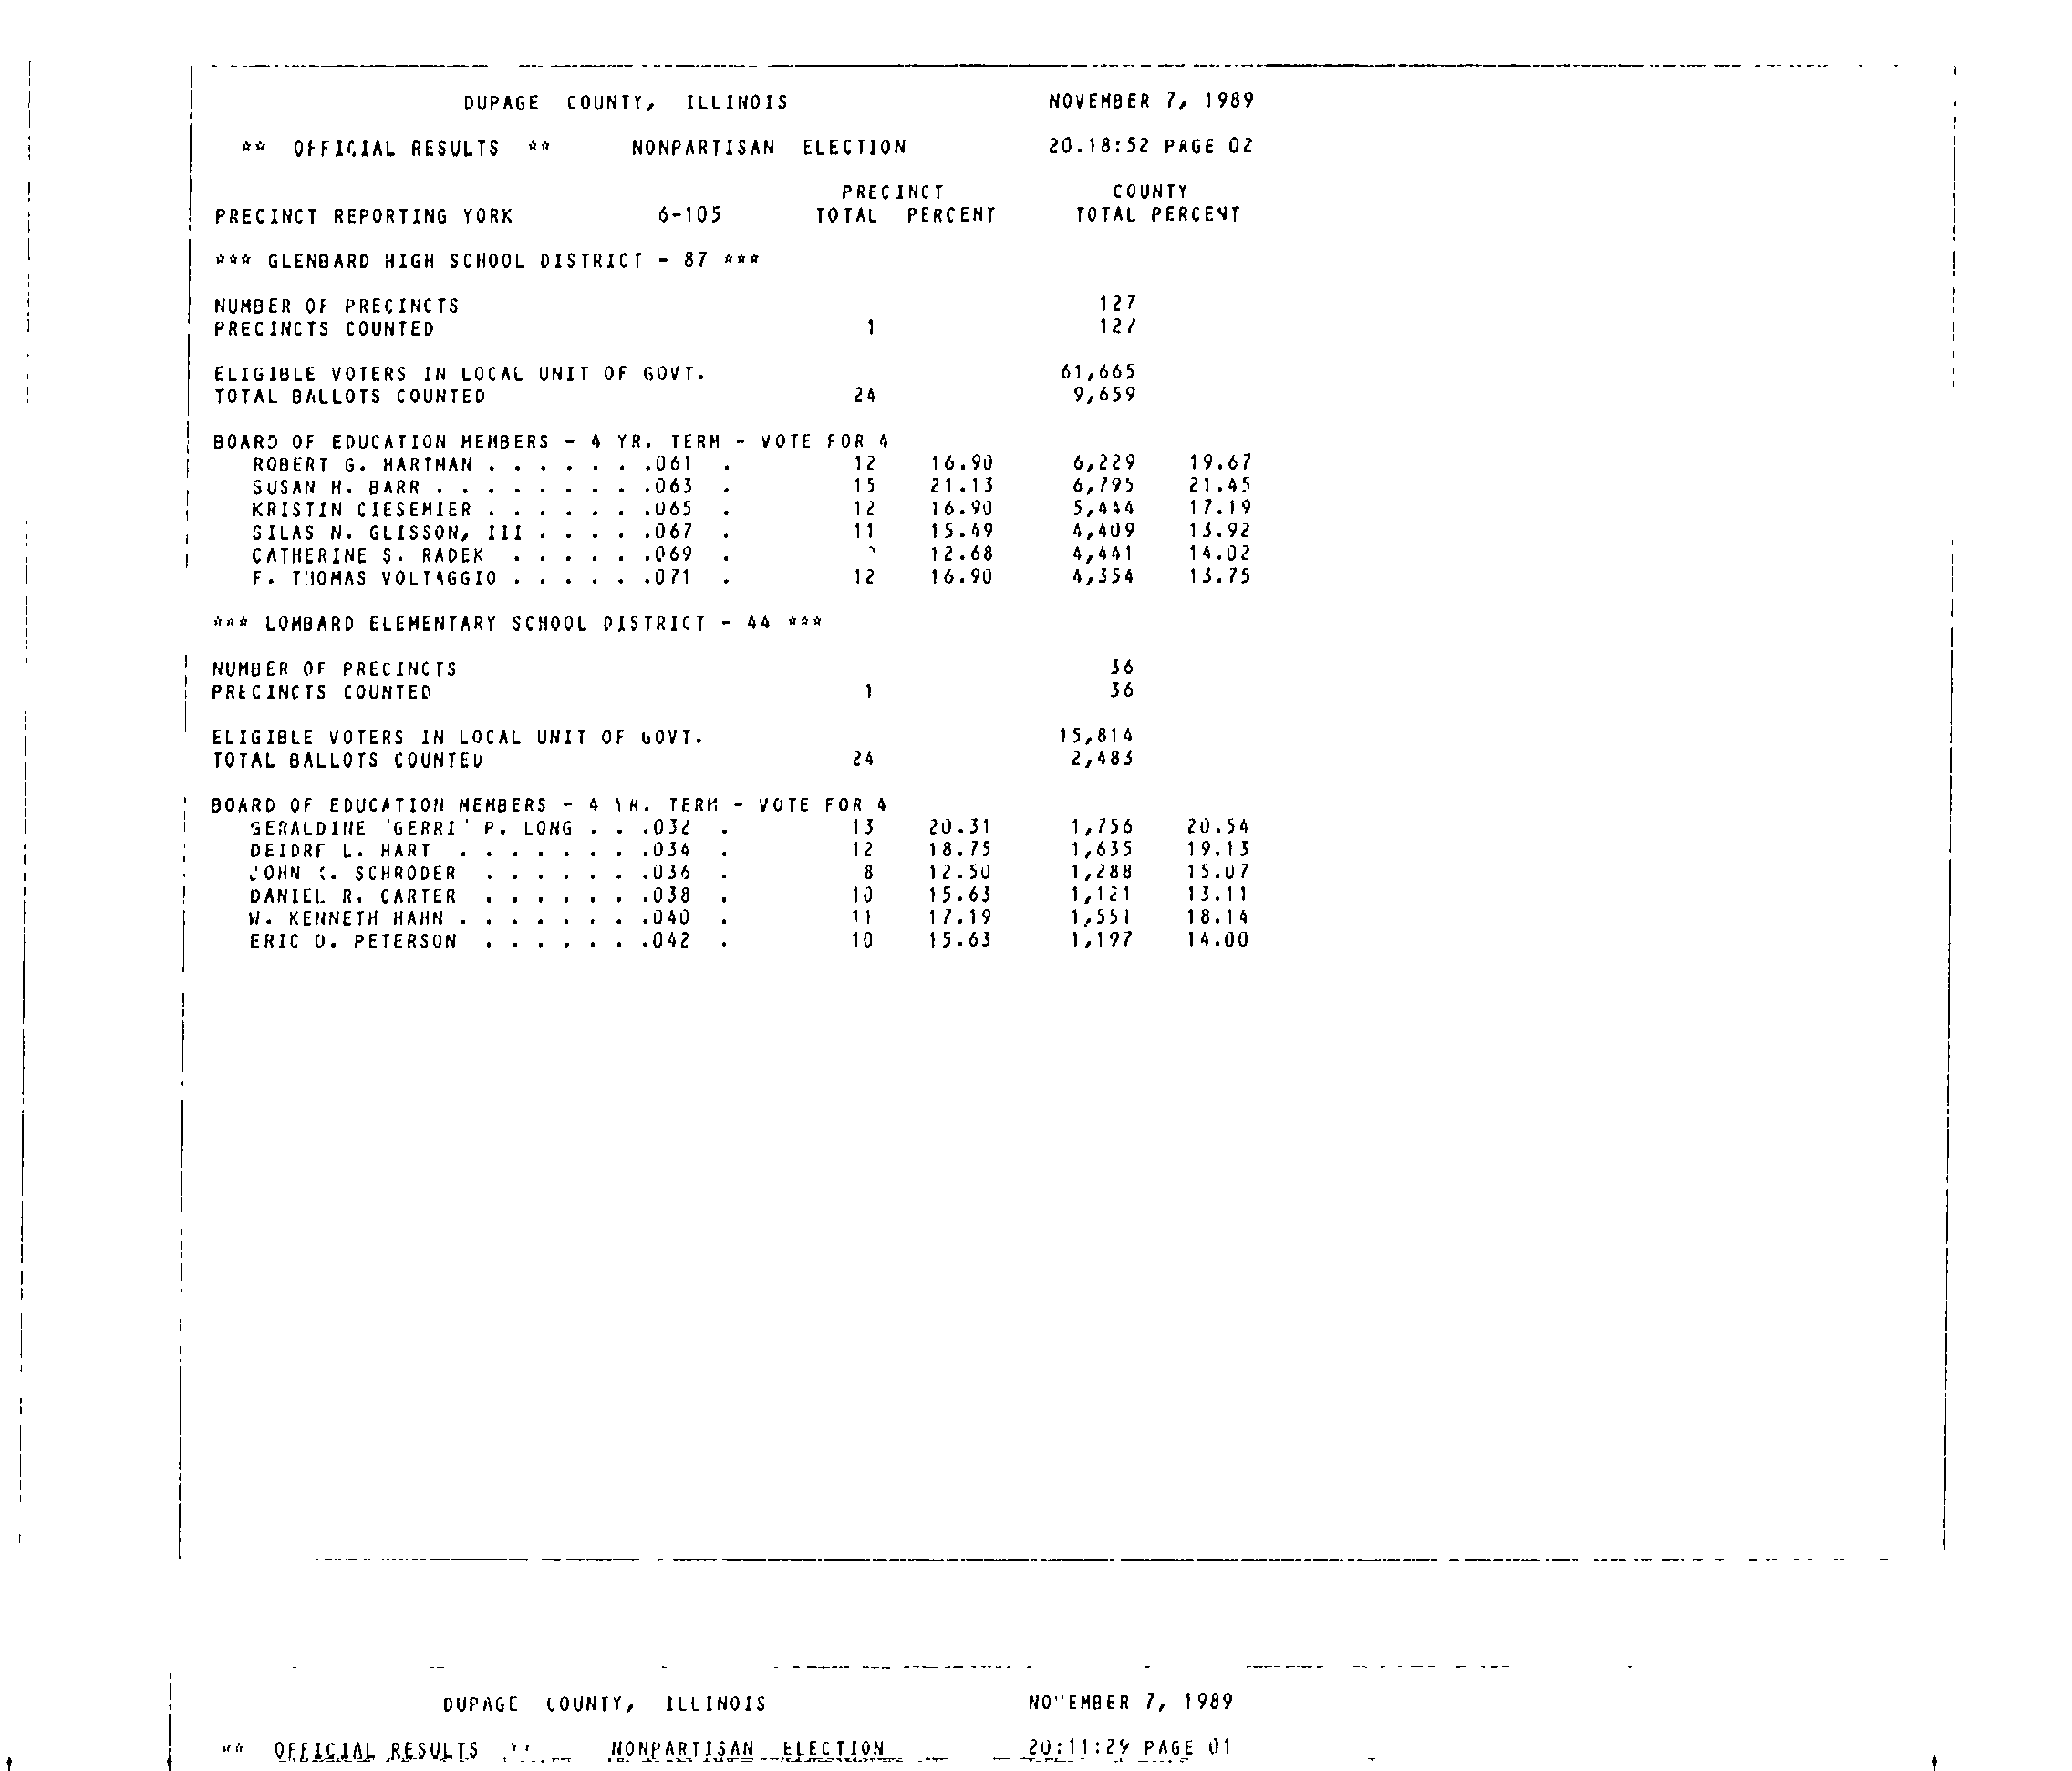 DUPAGE COUNTY, ILLINOIS NOVEMBER 7, 1989
** OFFICIAL RESULTS ** NONPARTISAN ELECTION 20.18:52 PAGE 02
PRECINCT COUNTY
PRECINCT REPORTING YORK 6-105 TOTAL PERCENT TOTAL PERCENT
*** GLENBARD HIGH SCHOOL DISTRICT - 87 ***
NUMBER OF PRECINCTS 127
PRECINCTS COUNTED 1 127
ELIGIBLE VOTERS IN LOCAL UNIT OF GOVT. 61,665
TOTAL BALLOTS COUNTED 24 9,659
BOARD OF EDUCATION MEMBERS - 4 YR. TERM - VOTE FOR 4
ROBERT G. HARTMAN . . . . . . .061 . 12 16.90 6,229 19.67
SUSAN H. BARR . . . . . . . . .063 . 15 21.13 6,795 21.45
KRISTIN CIESEMIER . . . . . . .065 . 12 16.90 5,444 17.19
SILAS N. GLISSON, III . . . . .067 . 11 15.49 4,409 13.92
CATHERINE S. RADEK . . . . . .069 . 12.68 4,441 14.02
F. THOMAS VOLTAGGIO . . . . . .071 . 12 16.90 4,354 13.75
*** LOMBARD ELEMENTARY SCHOOL DISTRICT - 44 ***
NUMBER OF PRECINCTS 36
PRECINCTS COUNTED 1 36
ELIGIBLE VOTERS IN LOCAL UNIT OF GOVT. 15,814
TOTAL BALLOTS COUNTED 24 2,483
BOARD OF EDUCATION MEMBERS - 4 YR. TERM - VOTE FOR 4
GERALDINE 'GERRI' P. LONG . . .032 . 13 20.31 1,756 20.54
DEIDRE L. HART . . . . . . . .034 . 12 18.75 1,635 19.13
JOHN SCHRODER . . . . . . .036 . 8 12.50 1,288 15.07
DANIEL R. CARTER . . . . . . .038 . 10 15.63 1,121 13.11
W. KENNETH HAHN . . . . . . . .040 . 11 17.19 1,551 18.14
ERIC O. PETERSON . . . . . . .042 . 10 15.63 1,197 14.00
DUPAGE COUNTY, ILLINOIS NOVEMBER 7, 1989
** OFFICIAL RESULTS ** NONPARTISAN ELECTION 20:11:29 PAGE 01